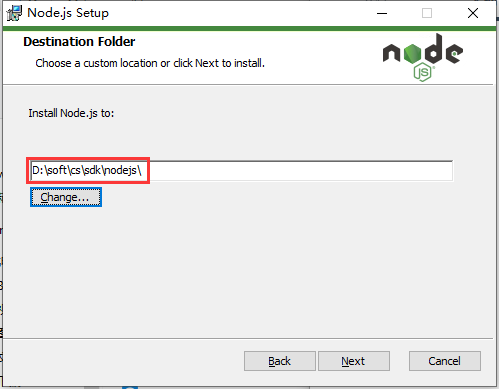 Node.js Setup
Destination Folder
Choose a custom location or click Next to install.
node
JS
Install Node.js to:
D:\soft\cs\sdk\nodejs\
Change...
Back
Next
Cancel